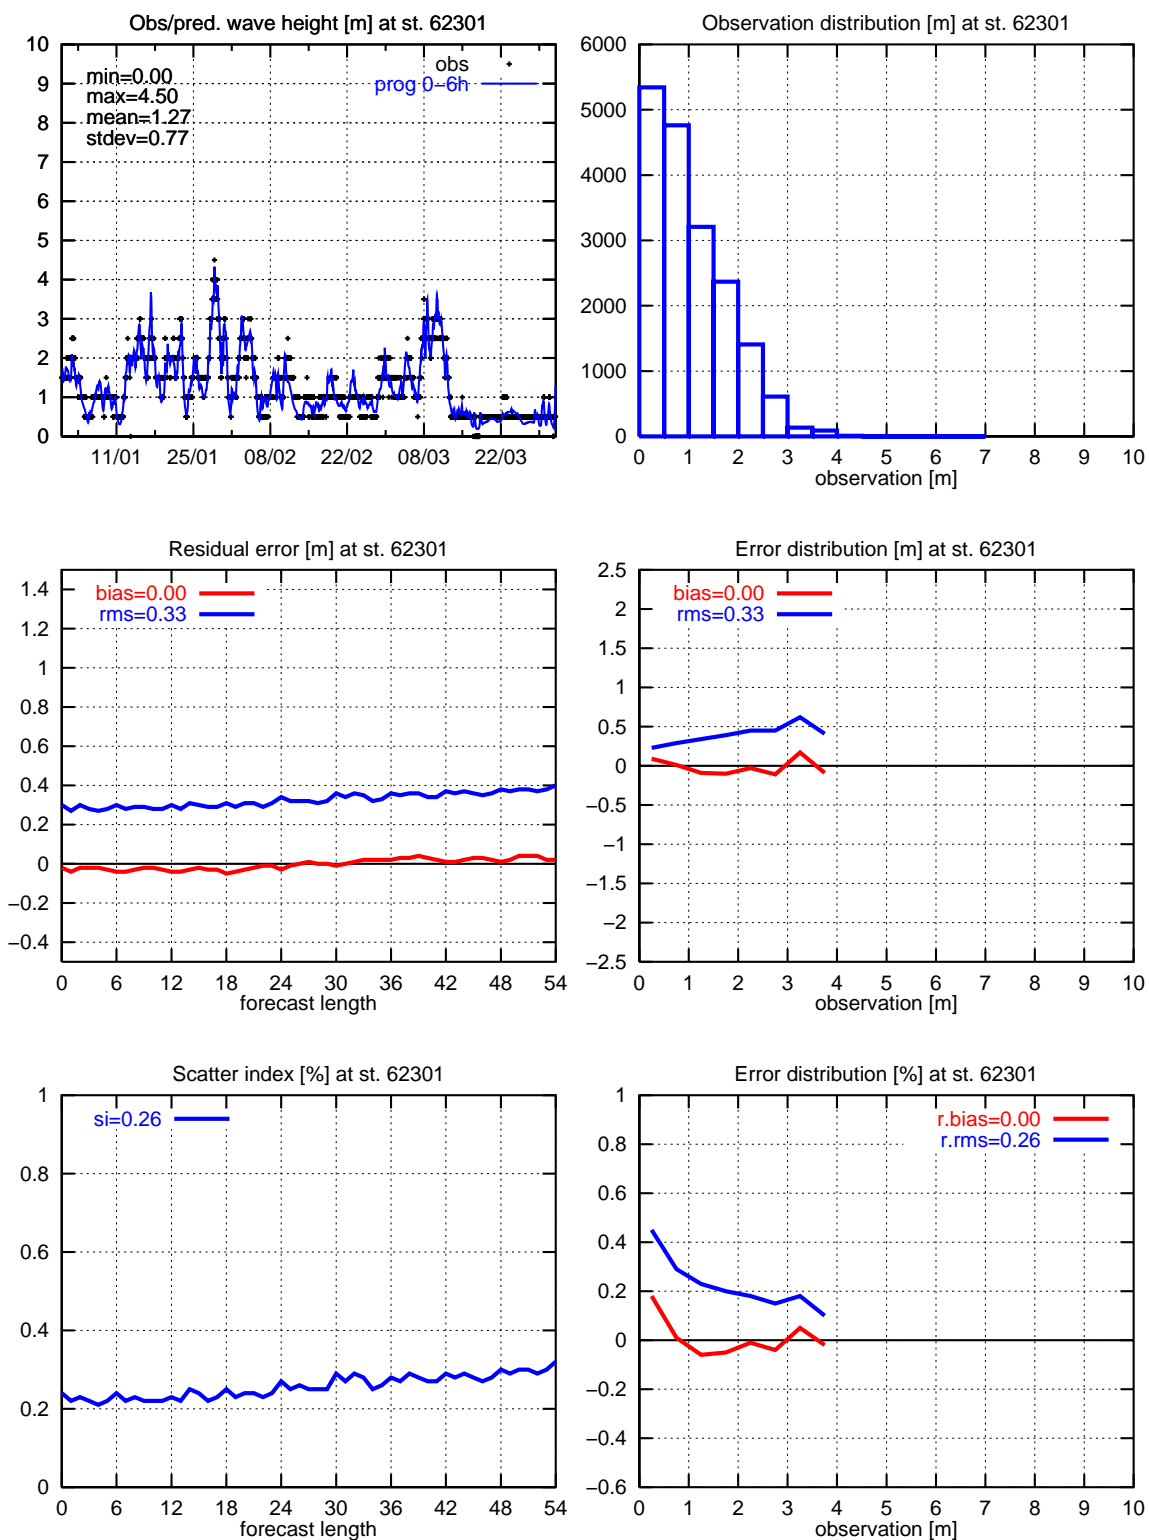 Obs/pred. wave height [m] at st. 62301
10
9
8
7
6
5
4
3
2
1
0
min=0.00
max=4.50
mean=1.27
stdev=0.77
obs
prog 0−6h
11/01 25/01 08/02 22/02 08/03 22/03
Observation distribution [m] at st. 62301
6000
5000
4000
3000
2000
1000
0
0 1 2 3 4 5 6 7 8 9 10
observation [m]
Residual error [m] at st. 62301
1.4
1.2
1
0.8
0.6
0.4
0.2
0
−0.2
−0.4
bias=0.00
rms=0.33
0 6 12 18 24 30 36 42 48 54
forecast length
Error distribution [m] at st. 62301
2.5
2
1.5
1
0.5
0
−0.5
−1
−1.5
−2
−2.5
bias=0.00
rms=0.33
0 1 2 3 4 5 6 7 8 9 10
observation [m]
Scatter index [%] at st. 62301
1
0.8
0.6
0.4
0.2
0
si=0.26
0 6 12 18 24 30 36 42 48 54
forecast length
Error distribution [%] at st. 62301
1
0.8
0.6
0.4
0.2
0
−0.2
−0.4
−0.6
r.bias=0.00
r.rms=0.26
0 1 2 3 4 5 6 7 8 9 10
observation [m]